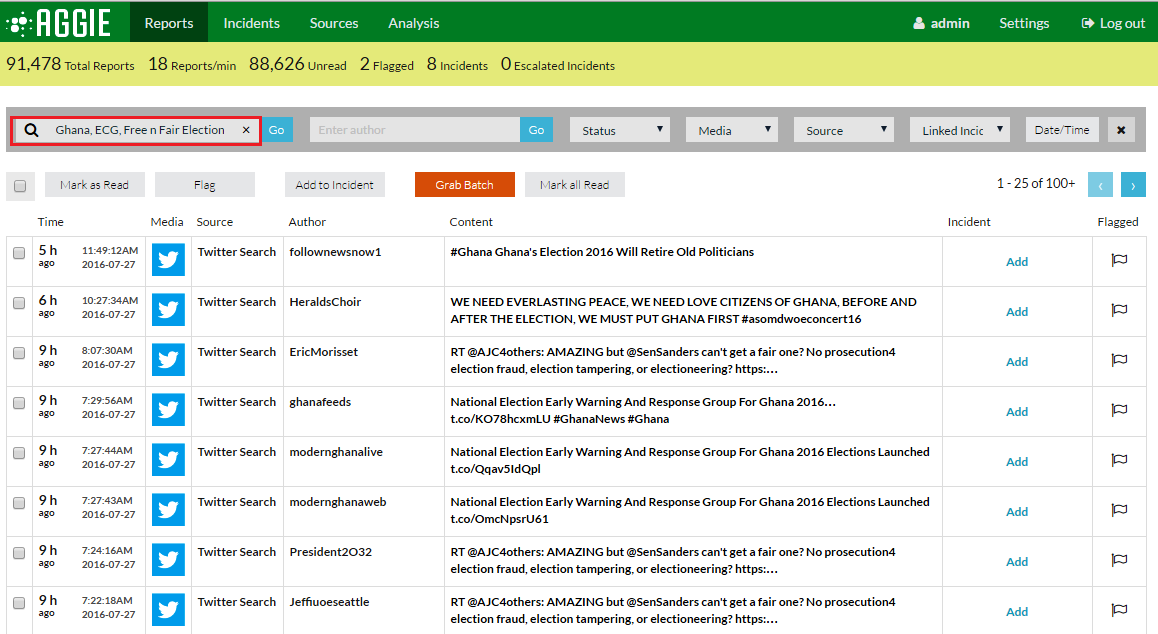 AGGIE Reports Incidents Sources Analysis admin Settings Log out
91,478 Total Reports 18 Reports/min 88,626 Unread 2 Flagged 8 Incidents 0 Escalated Incidents
Ghana, ECG, Free n Fair Election × Go Enter author Go Status Media Source Linked Inci Date/Time ×
Mark as Read Flag Add to Incident Grab Batch Mark all Read 1 - 25 of 100+ ‹ ›
Time Media Source Author Content Incident Flagged
5 h 11:49:12AM Twitter Search follownewsnow1 #Ghana Ghana's Election 2016 Will Retire Old Politicians Add
ago 2016-07-27
6 h 10:27:34AM Twitter Search HeraldsChoir WE NEED EVERLASTING PEACE, WE NEED LOVE CITIZENS OF GHANA, BEFORE AND Add
ago 2016-07-27 AFTER THE ELECTION, WE MUST PUT GHANA FIRST #asomdwoeconcert16
9 h 8:07:30AM Twitter Search EricMorisset RT @AJC4others: AMAZING but @SenSanders can't get a fair one? No prosecution4 Add
ago 2016-07-27 election fraud, election tampering, or electioneering? https:…
9 h 7:29:56AM Twitter Search ghanafeeds National Election Early Warning And Response Group For Ghana 2016… Add
ago 2016-07-27 t.co/KO78hcxmLU #GhanaNews #Ghana
9 h 7:27:44AM Twitter Search modernghanalive National Election Early Warning And Response Group For Ghana 2016 Elections Launched Add
ago 2016-07-27 t.co/Qqav5IdQpl
9 h 7:27:43AM Twitter Search modernghanaweb National Election Early Warning And Response Group For Ghana 2016 Elections Launched Add
ago 2016-07-27 t.co/OmcNpsrU61
9 h 7:24:16AM Twitter Search President2O32 RT @AJC4others: AMAZING but @SenSanders can't get a fair one? No prosecution4 Add
ago 2016-07-27 election fraud, election tampering, or electioneering? https:…
9 h 7:22:18AM Twitter Search Jeffiuoeseattle RT @AJC4others: AMAZING but @SenSanders can't get a fair one? No prosecution4 Add
ago 2016-07-27 election fraud, election tampering, or electioneering? https:…